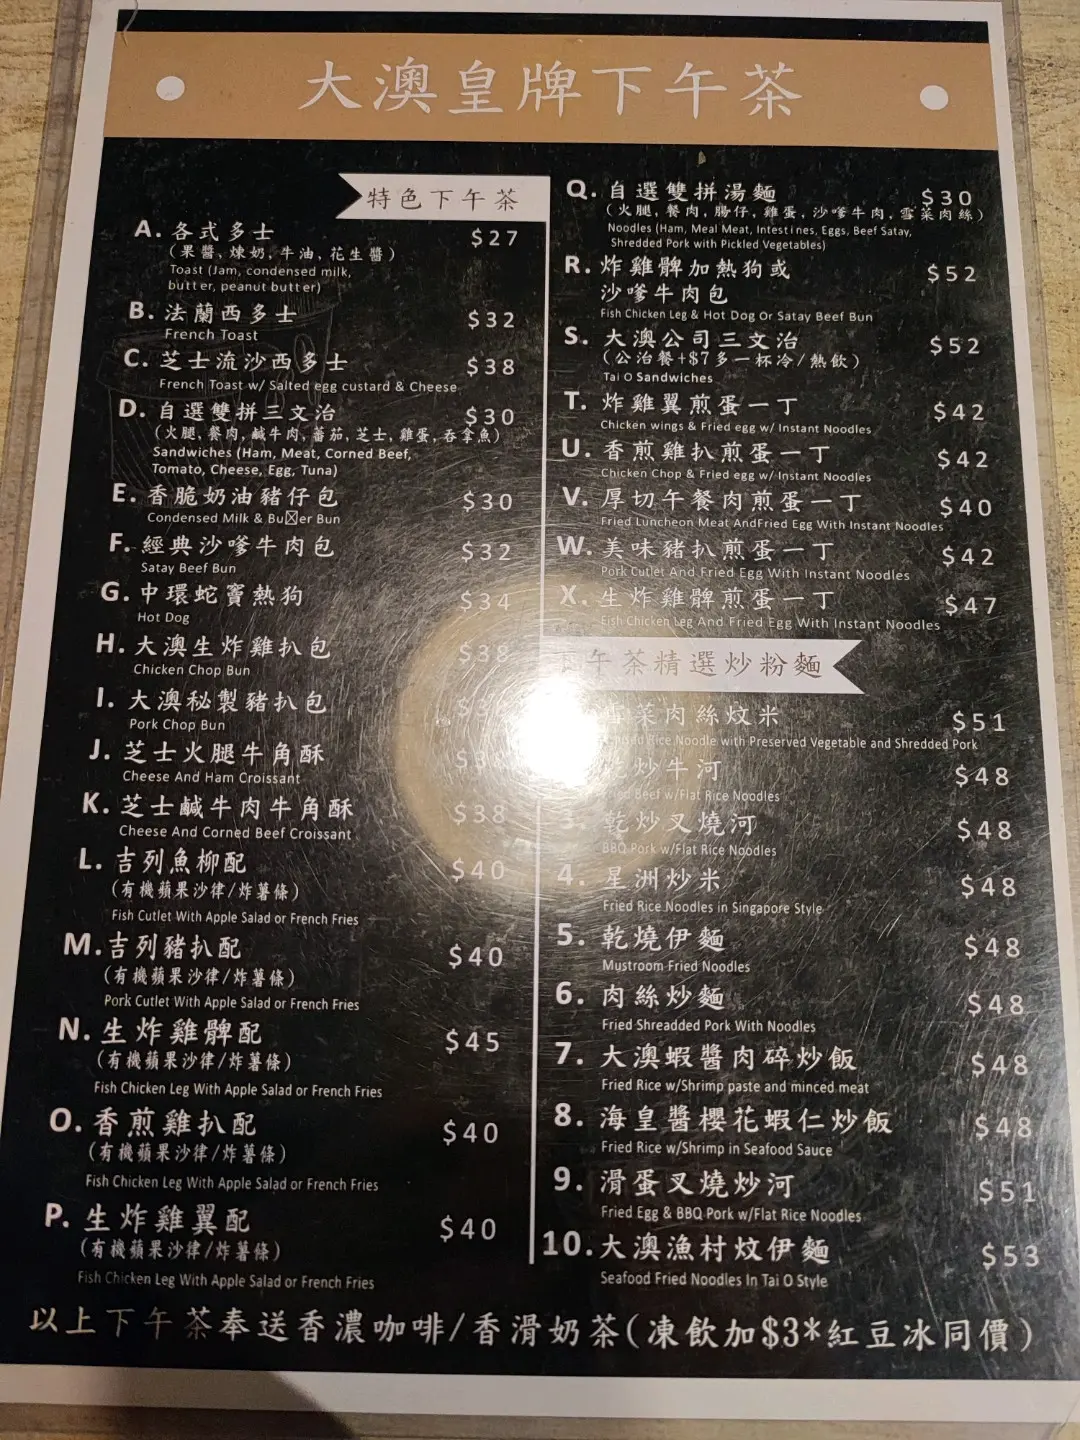 大澳皇牌下午茶
特色下午茶
A. 各式多士 $27
(果醬,煉奶,牛油,花生醬)
Toast (Jam, condensed milk,
butter, peanut butter)
B. 法蘭西多士 $32
French Toast
C. 芝士流沙西多士 $38
French Toast w/ Salted egg custard & Cheese
D. 自選雙拼三文治 $30
(火腿,餐肉,鹹牛肉,蕃茄,芝士,雞蛋,吞拿魚)
Sandwiches (Ham, Meat, Corned Beef,
Tomato, Cheese, Egg, Tuna)
E. 香脆奶油豬仔包 $30
Condensed Milk & Bu☒er Bun
F. 經典沙嗲牛肉包 $32
Satay Beef Bun
G. 中環蛇竇熱狗 $34
Hot Dog
H. 大澳生炸雞扒包 $38
Chicken Chop Bun
I. 大澳秘製豬扒包
Pork Chop Bun
J. 芝士火腿牛角酥 $38
Cheese And Ham Croissant
K. 芝士鹹牛肉牛角酥 $38
Cheese And Corned Beef Croissant
L. 吉列魚柳配 $40
(有機蘋果沙律/炸薯條)
Fish Cutlet With Apple Salad or French Fries
M. 吉列豬扒配 $40
(有機蘋果沙律/炸薯條)
Pork Cutlet With Apple Salad or French Fries
N. 生炸雞髀配 $45
(有機蘋果沙律/炸薯條)
Fish Chicken Leg With Apple Salad or French Fries
O. 香煎雞扒配 $40
(有機蘋果沙律/炸薯條)
Fish Chicken Leg With Apple Salad or French Fries
P. 生炸雞翼配 $40
(有機蘋果沙律/炸薯條)
Fish Chicken Leg With Apple Salad or French Fries
Q. 自選雙拼湯麵 $30
(火腿,餐肉,腸仔,雞蛋,沙嗲牛肉,雪菜肉絲)
Noodles (Ham, Meal Meat, Intestines, Eggs, Beef Satay,
Shredded Pork with Pickled Vegetables)
R. 炸雞髀加熱狗或 $52
沙嗲牛肉包
Fish Chicken Leg & Hot Dog Or Satay Beef Bun
S. 大澳公司三文治 $52
(公治餐+$7多一杯冷/熱飲)
Tai O Sandwiches
T. 炸雞翼煎蛋一丁 $42
Chicken wings & Fried egg w/ Instant Noodles
U. 香煎雞扒煎蛋一丁 $42
Chicken Chop & Fried egg w/ Instant Noodles
V. 厚切午餐肉煎蛋一丁 $40
Fried Luncheon Meat AndFried Egg With Instant Noodles
W. 美味豬扒煎蛋一丁 $42
Pork Cutlet And Fried Egg With Instant Noodles
X. 生炸雞髀煎蛋一丁 $47
Fish Chicken Leg And Fried Egg With Instant Noodles
下午茶精選炒粉麵
雪菜肉絲炆米 $51
Rice Noodle with Preserved Vegetable and Shredded Pork
炒牛河 $48
Beef w/Flat Rice Noodles
3. 乾炒叉燒河 $48
BBQ Pork w/Flat Rice Noodles
4. 星洲炒米 $48
Fried Rice Noodles in Singapore Style
5. 乾燒伊麵 $48
Mustroom Fried Noodles
6. 肉絲炒麵 $48
Fried Shreadded Pork With Noodles
7. 大澳蝦醬肉碎炒飯 $48
Fried Rice w/Shrimp paste and minced meat
8. 海皇醬櫻花蝦仁炒飯 $48
Fried Rice w/Shrimp in Seafood Sauce
9. 滑蛋叉燒炒河 $51
Fried Egg & BBQ Pork w/Flat Rice Noodles
10. 大澳漁村炆伊麵 $53
Seafood Fried Noodles In Tai O Style
以上下午茶奉送香濃咖啡/香滑奶茶(凍飲加$3*紅豆冰同價)